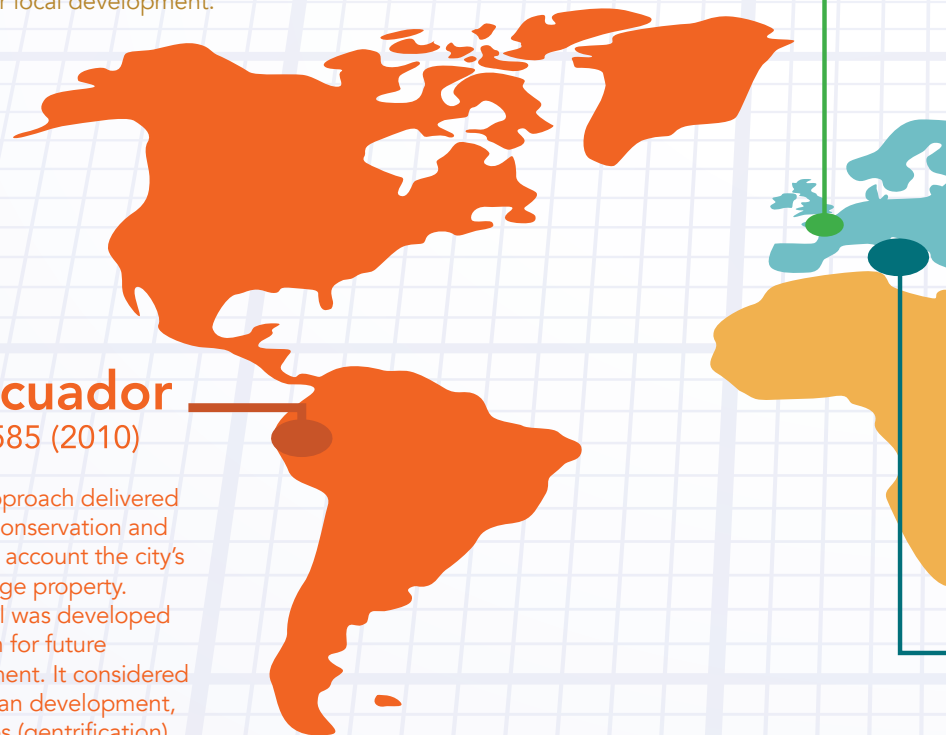 r local development.
cuador
585 (2010)
pproach delivered
onservation and
account the city's
ge property.
l was developed
n for future
nent. It considered
an development,
s (gentrification)